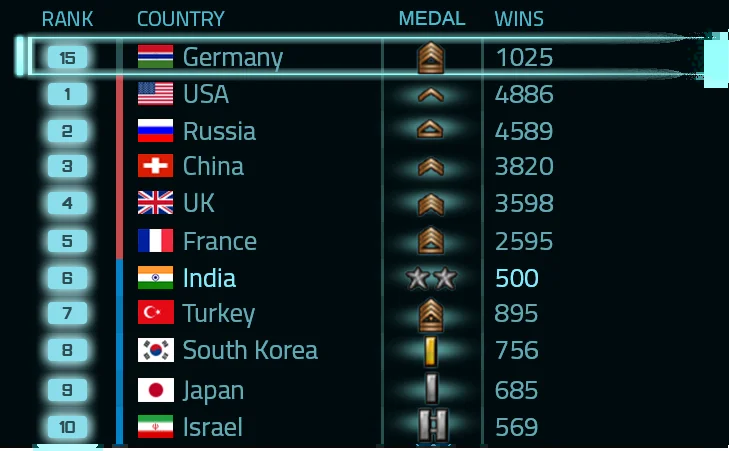 RANK COUNTRY MEDAL WINS
15 Germany 1025
1 USA 4886
2 Russia 4589
3 China 3820
4 UK 3598
5 France 2595
6 India 500
7 Turkey 895
8 South Korea 756
9 Japan 685
10 Israel 569